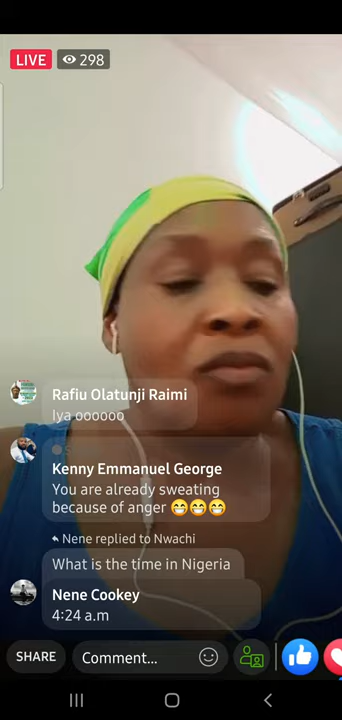 LIVE 298
Rafiu Olatunji Raimi
Iya oooooo
Kenny Emmanuel George
You are already sweating
because of anger 😁😁😁
Nene replied to Nwachi
What is the time in Nigeria
Nene Cookey
4:24 a.m
SHARE Comment...